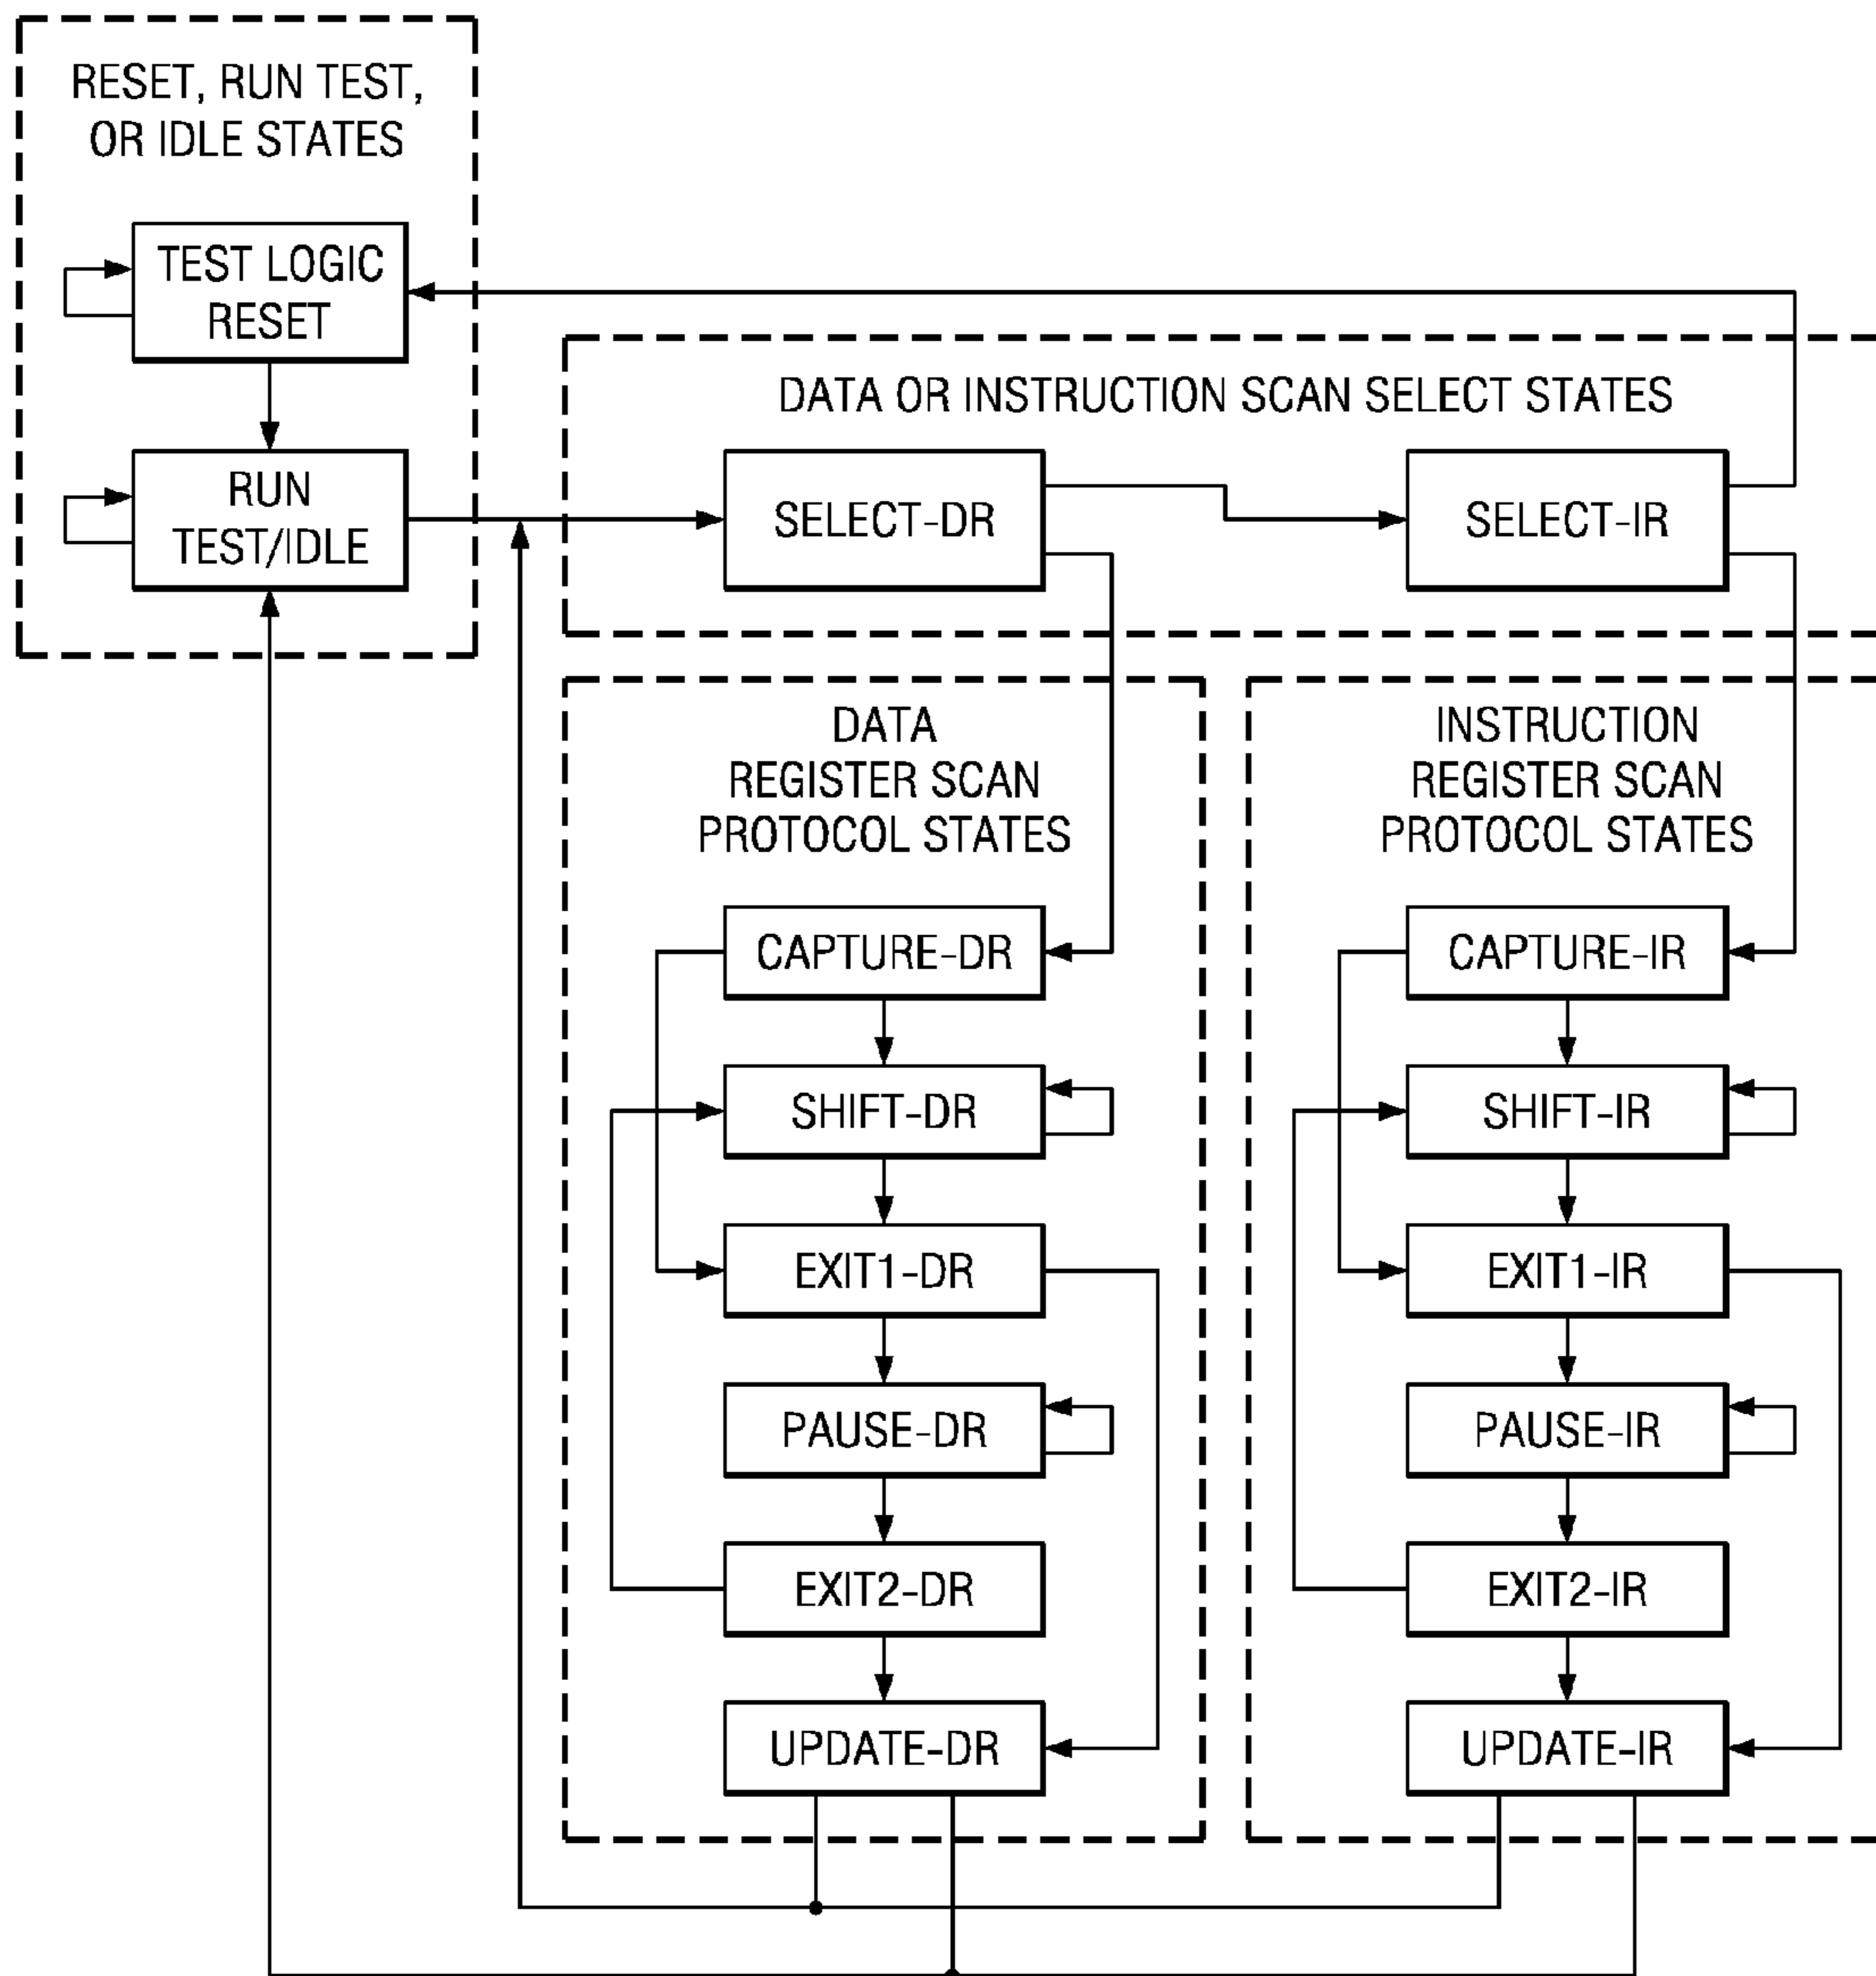 RESET, RUN TEST,
OR IDLE STATES
TEST LOGIC
RESET
RUN
TEST/IDLE
DATA OR INSTRUCTION SCAN SELECT STATES
SELECT-DR
SELECT-IR
DATA
REGISTER SCAN
PROTOCOL STATES
CAPTURE-DR
SHIFT-DR
EXIT1-DR
PAUSE-DR
EXIT2-DR
UPDATE-DR
INSTRUCTION
REGISTER SCAN
PROTOCOL STATES
CAPTURE-IR
SHIFT-IR
EXIT1-IR
PAUSE-IR
EXIT2-IR
UPDATE-IR